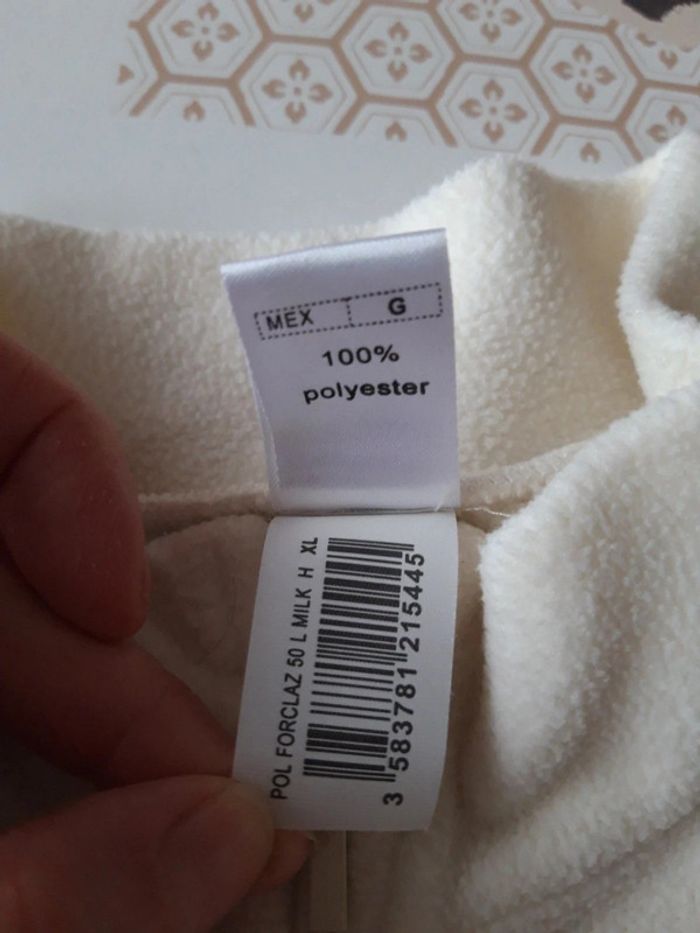 MEX G
100%
polyester
POL FORCLAZ 50 L MILK H XL
3 583781 215445